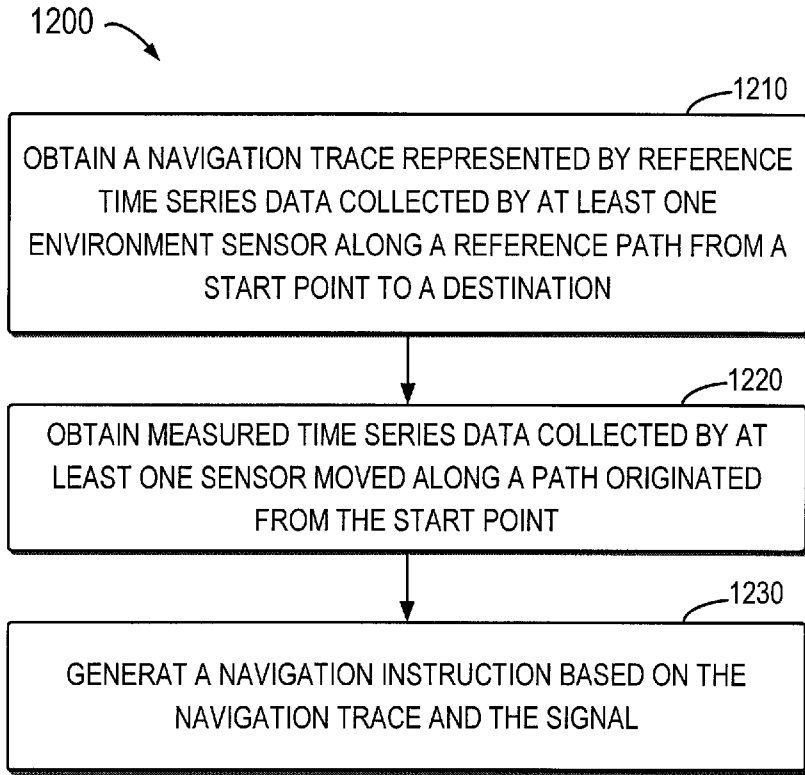 1200
1210
OBTAIN A NAVIGATION TRACE REPRESENTED BY REFERENCE
TIME SERIES DATA COLLECTED BY AT LEAST ONE
ENVIRONMENT SENSOR ALONG A REFERENCE PATH FROM A
START POINT TO A DESTINATION
1220
OBTAIN MEASURED TIME SERIES DATA COLLECTED BY AT
LEAST ONE SENSOR MOVED ALONG A PATH ORIGINATED
FROM THE START POINT
1230
GENERAT A NAVIGATION INSTRUCTION BASED ON THE
NAVIGATION TRACE AND THE SIGNAL